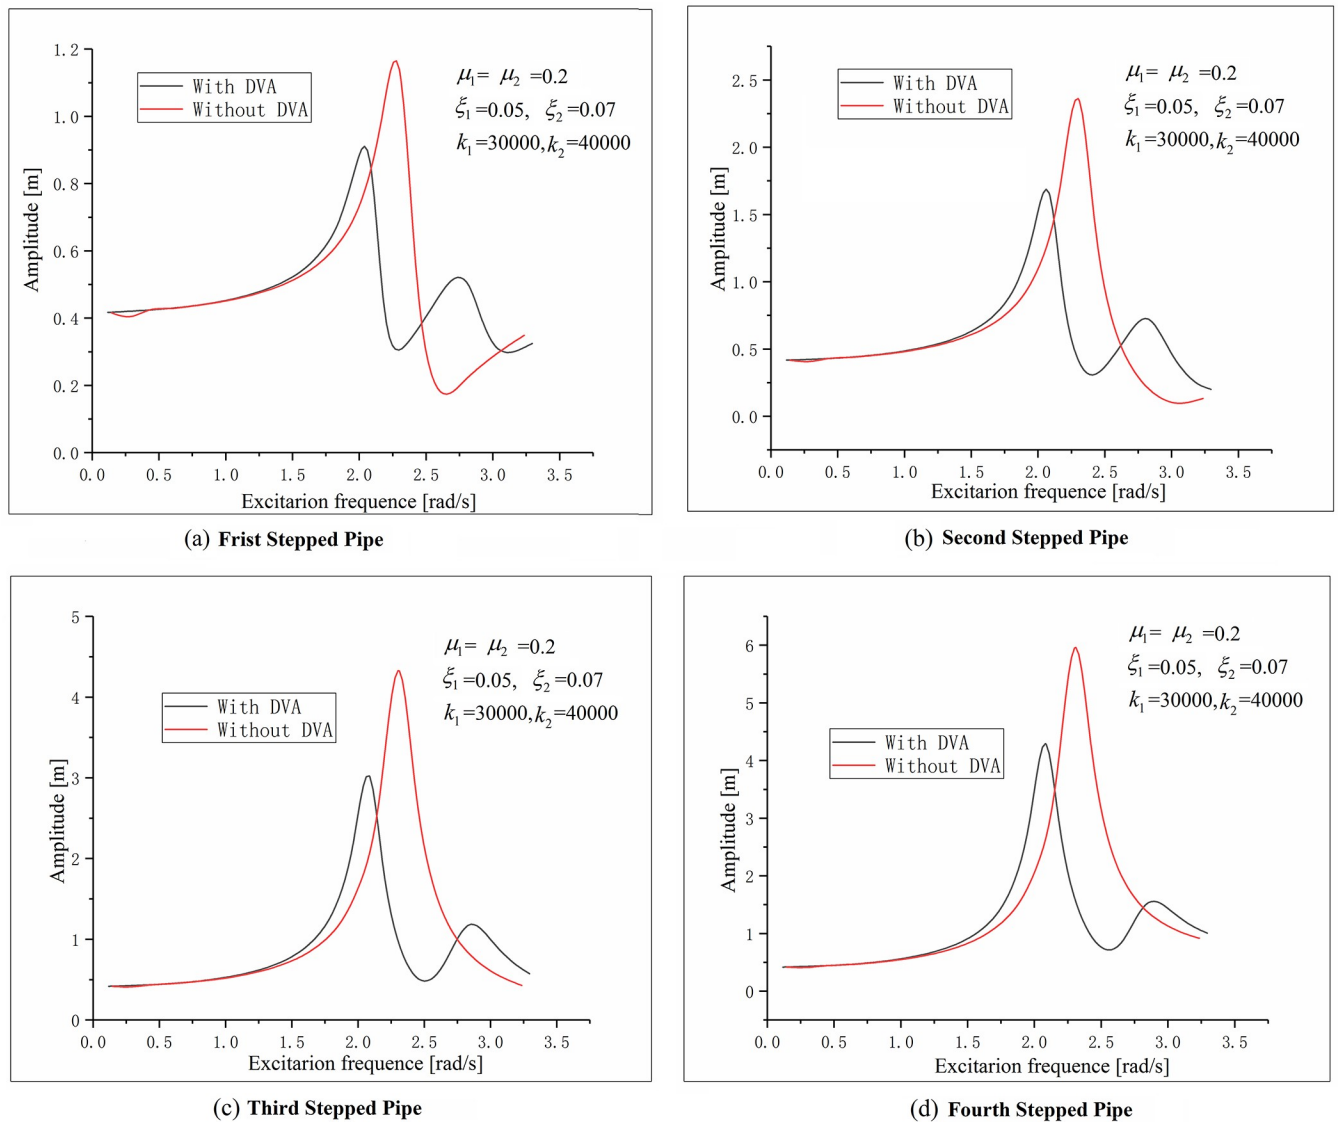 1.2
1.0
0.8
0.6
0.4
0.2
0.0
Amplitude [m]
With DVA
Without DVA
μ1= μ2 =0.2
ξ1=0.05, ξ2=0.07
k1=30000,k2=40000
0.0 0.5 1.0 1.5 2.0 2.5 3.0 3.5
Excitarion frequence [rad/s]
(a) Frist Stepped Pipe
2.5
2.0
1.5
1.0
0.5
0.0
Amplitude [m]
With DVA
Without DVA
μ1= μ2 =0.2
ξ1=0.05, ξ2=0.07
k1=30000,k2=40000
0.0 0.5 1.0 1.5 2.0 2.5 3.0 3.5
Excitarion frequence [rad/s]
(b) Second Stepped Pipe
5
4
3
2
1
0
Amplitude [m]
With DVA
Without DVA
μ1= μ2 =0.2
ξ1=0.05, ξ2=0.07
k1=30000,k2=40000
0.0 0.5 1.0 1.5 2.0 2.5 3.0 3.5
Excitarion frequence [rad/s]
(c) Third Stepped Pipe
6
5
4
3
2
1
0
Amplitude [m]
With DVA
Without DVA
μ1= μ2 =0.2
ξ1=0.05, ξ2=0.07
k1=30000,k2=40000
0.0 0.5 1.0 1.5 2.0 2.5 3.0 3.5
Excitarion frequence [rad/s]
(d) Fourth Stepped Pipe